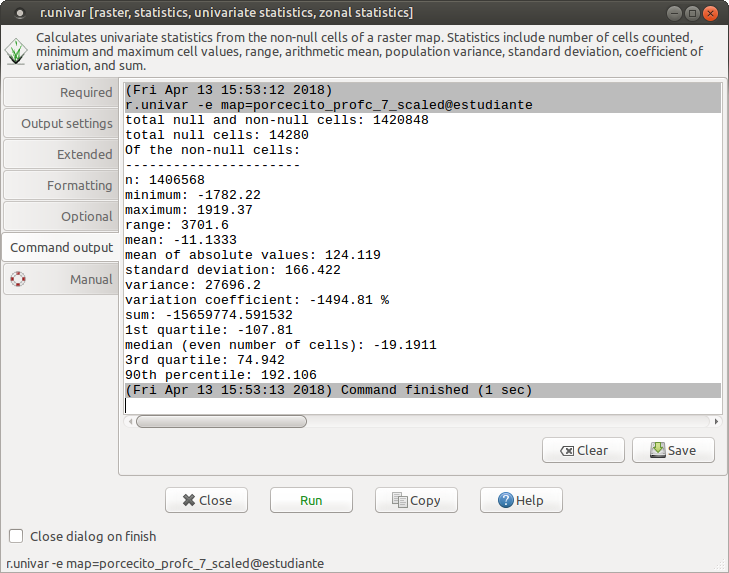 r.univar [raster, statistics, univariate statistics, zonal statistics]
Calculates univariate statistics from the non-null cells of a raster map. Statistics include number of cells counted,
minimum and maximum cell values, range, arithmetic mean, population variance, standard deviation, coefficient of
variation, and sum.
Required
Output settings
Extended
Formatting
Optional
Command output
Manual
(Fri Apr 13 15:53:12 2018)
r.univar -e map=porcecito_profc_7_scaled@estudiante
total null and non-null cells: 1420848
total null cells: 14280
Of the non-null cells:
----------------------
n: 1406568
minimum: -1782.22
maximum: 1919.37
range: 3701.6
mean: -11.1333
mean of absolute values: 124.119
standard deviation: 166.422
variance: 27696.2
variation coefficient: -1494.81 %
sum: -15659774.591532
1st quartile: -107.81
median (even number of cells): -19.1911
3rd quartile: 74.942
90th percentile: 192.106
(Fri Apr 13 15:53:13 2018) Command finished (1 sec)
Clear
Save
Close
Run
Copy
Help
Close dialog on finish
r.univar -e map=porcecito_profc_7_scaled@estudiante